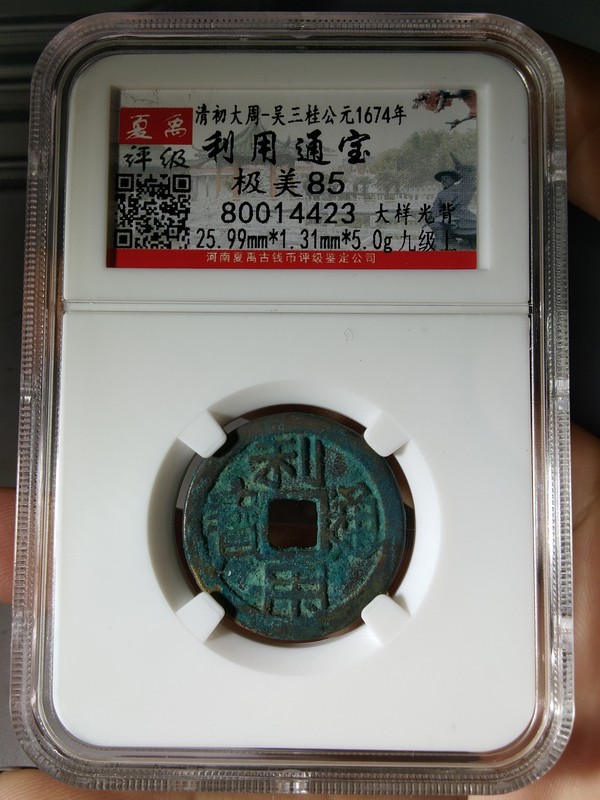 清初大周-吴三桂公元1674年
夏禹
评级
利用通宝
极美85
80014423 大样光背
25.99mm*1.31mm*5.0g九级上
河南夏禹古钱币评级鉴定公司
利用通寶